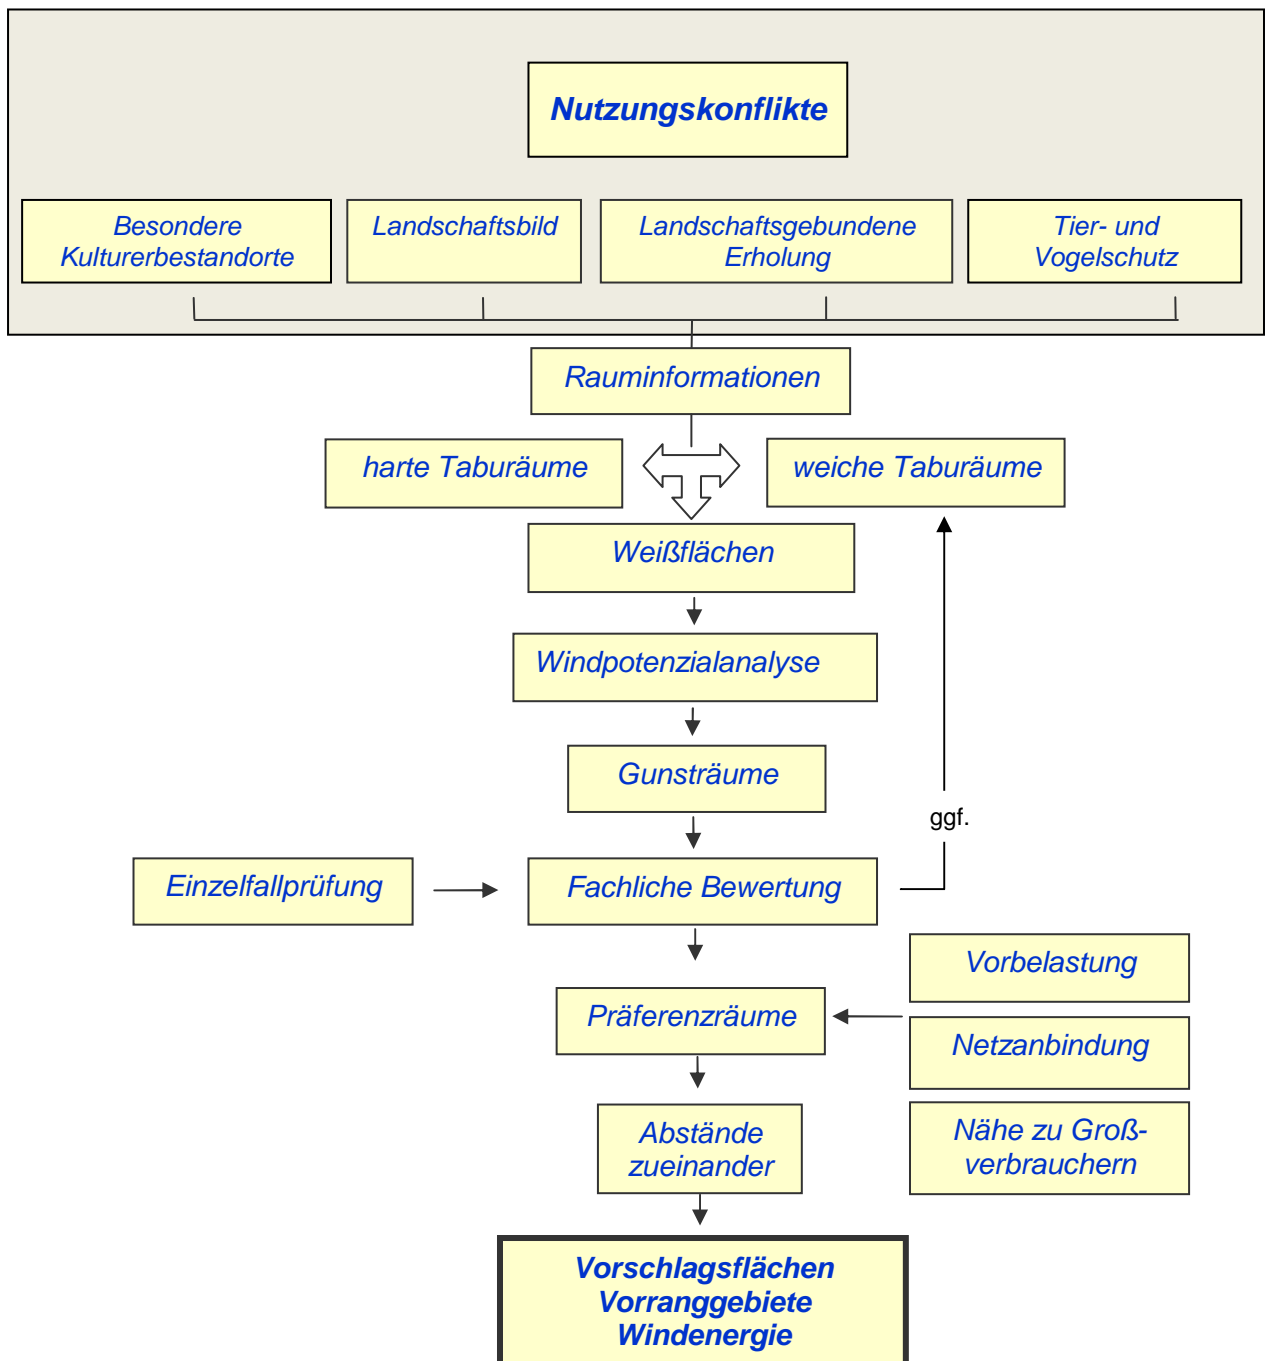 Nutzungskonflikte
Besondere
Kulturerbestandorte
Landschaftsbild
Landschaftsgebundene
Erholung
Tier- und
Vogelschutz
Rauminformationen
harte Taburäume
weiche Taburäume
Weißflächen
Windpotenzialanalyse
Gunsträume
ggf.
Einzelfallprüfung
Fachliche Bewertung
Vorbelastung
Präferenzräume
Netzanbindung
Abstände
zueinander
Nähe zu Groß-
verbrauchern
Vorschlagsflächen
Vorranggebiete
Windenergie